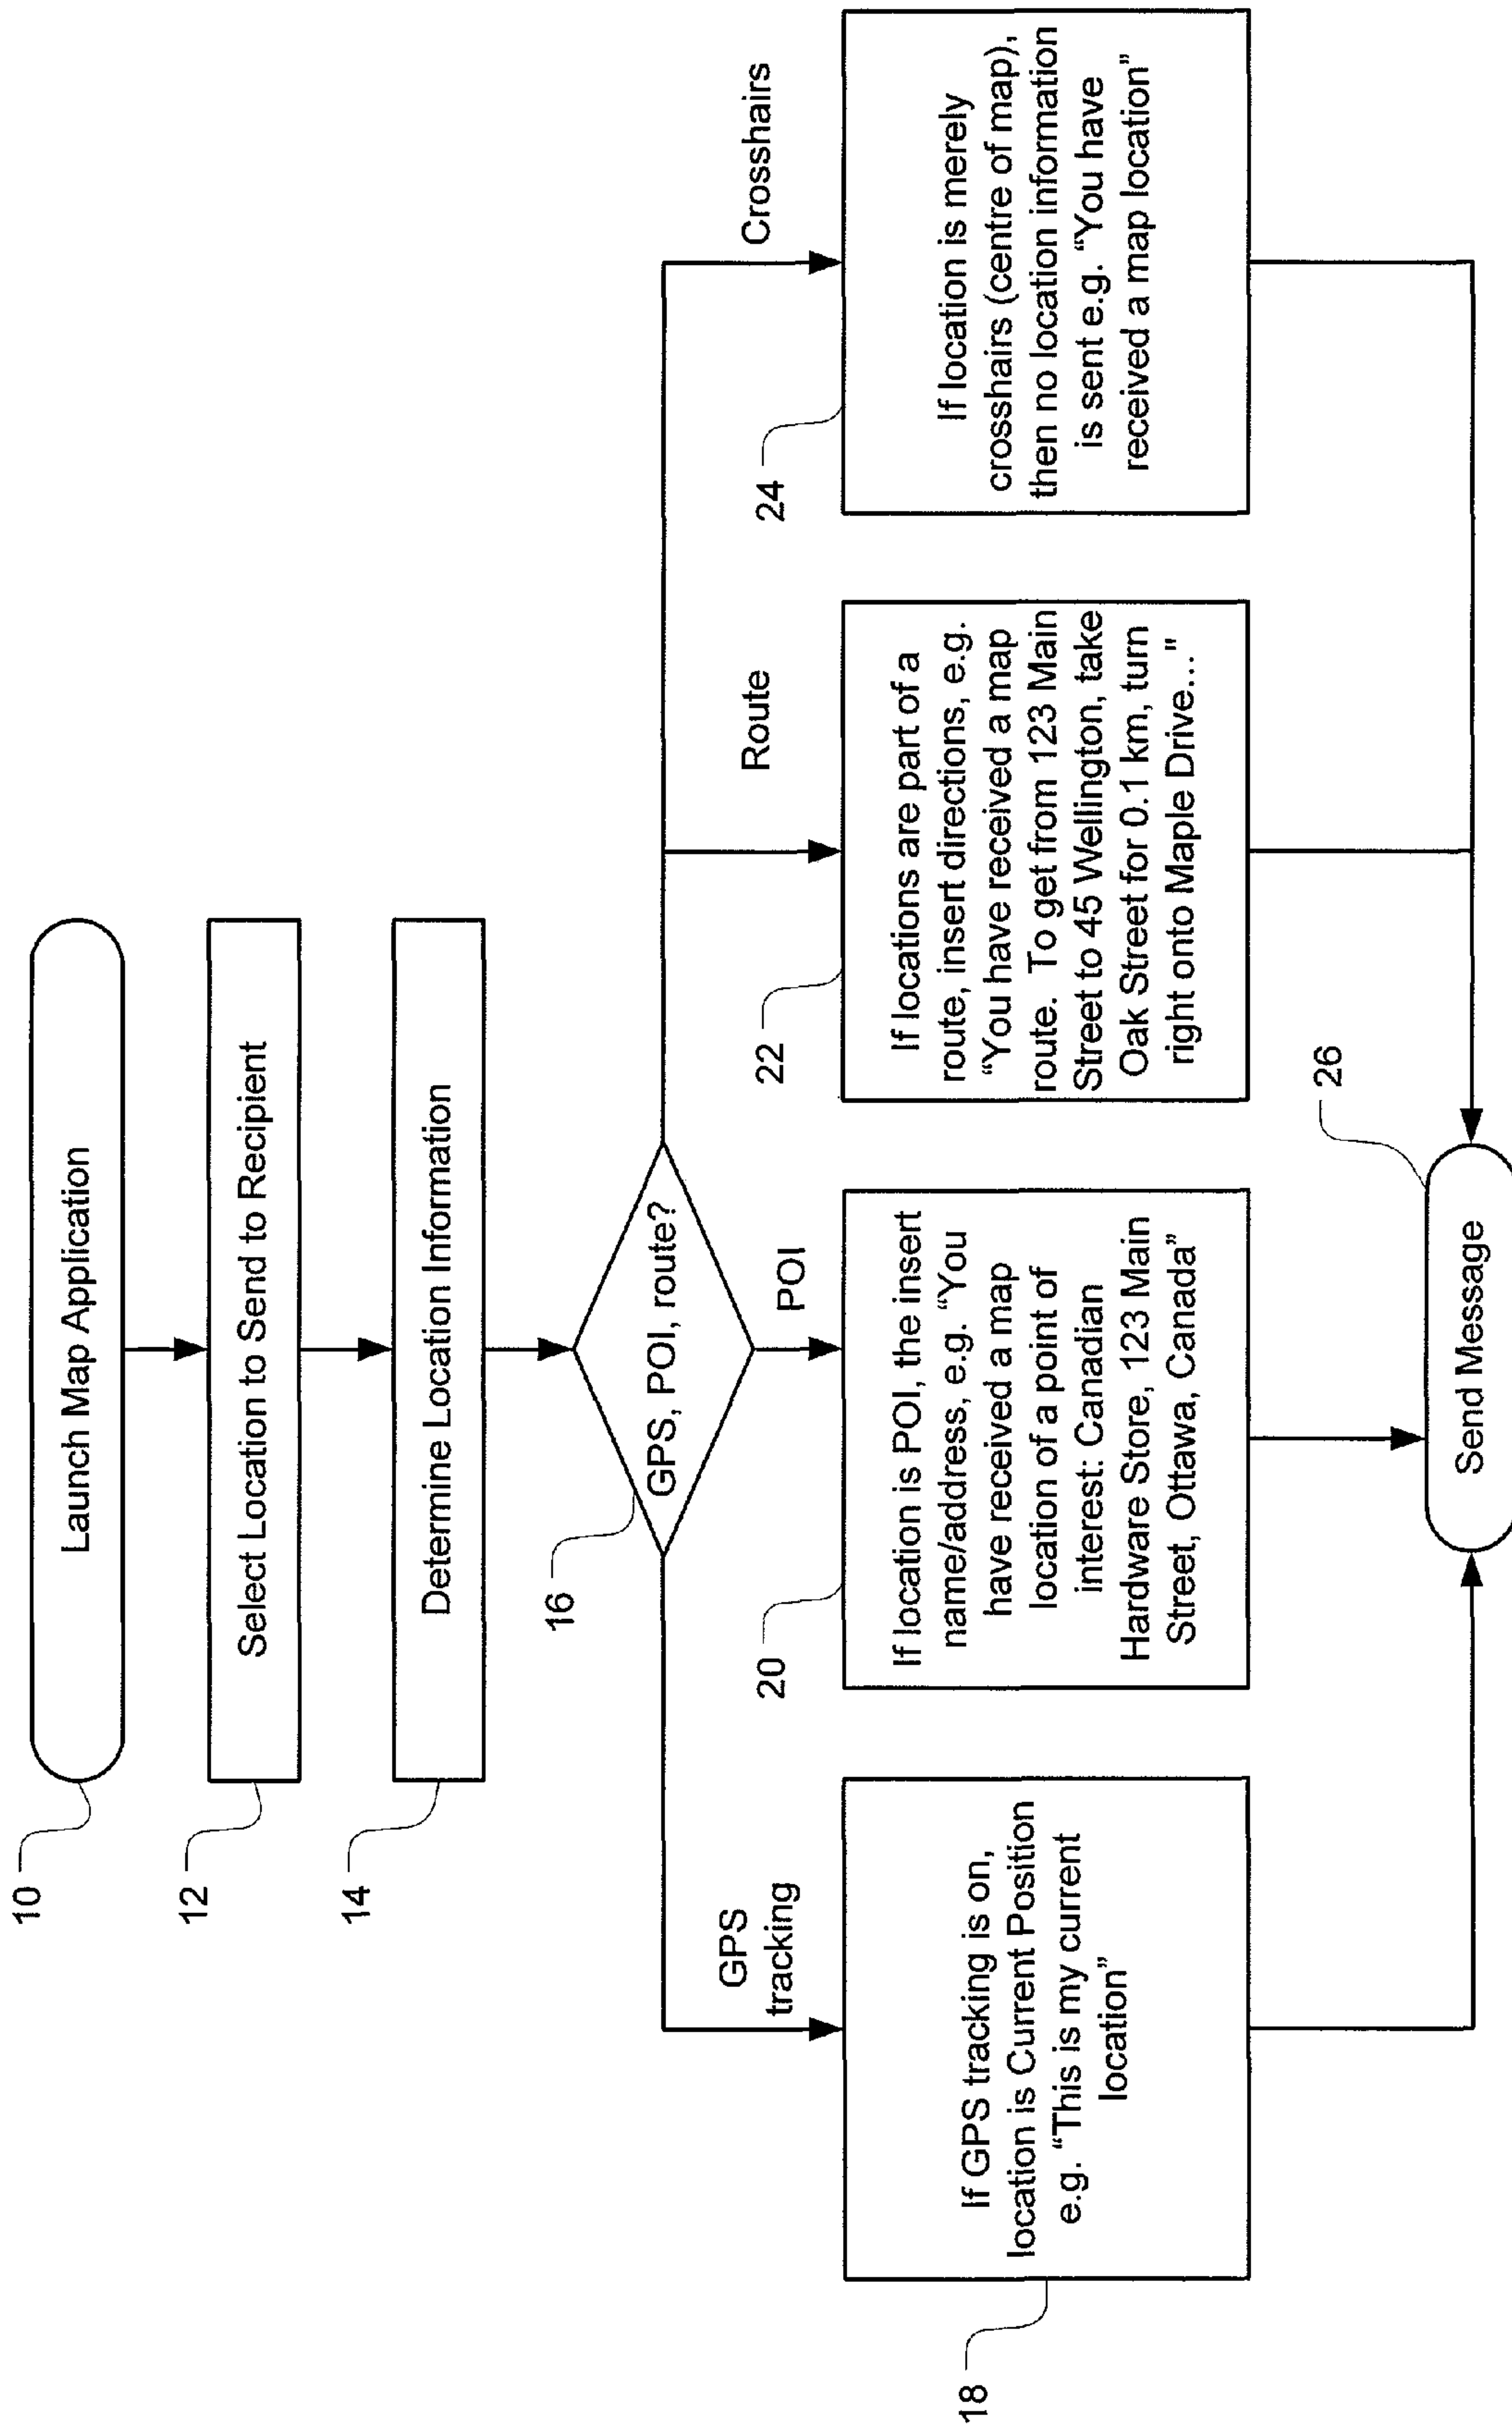 10
Launch Map Application
12
Select Location to Send to Recipient
14
Determine Location Information
16
GPS, POI, route?
GPS
tracking
POI
Route
Crosshairs
18
If GPS tracking is on,
location is Current Position
e.g. “This is my current
location”
20
If location is POI, the insert
name/address, e.g. “You
have received a map
location of a point of
interest: Canadian
Hardware Store, 123 Main
Street, Ottawa, Canada”
22
If locations are part of a
route, insert directions, e.g.
“You have received a map
route. To get from 123 Main
Street to 45 Wellington, take
Oak Street for 0.1 km, turn
right onto Maple Drive..."
24
If location is merely
crosshairs (centre of map),
then no location information
is sent e.g. “You have
received a map location”
26
Send Message